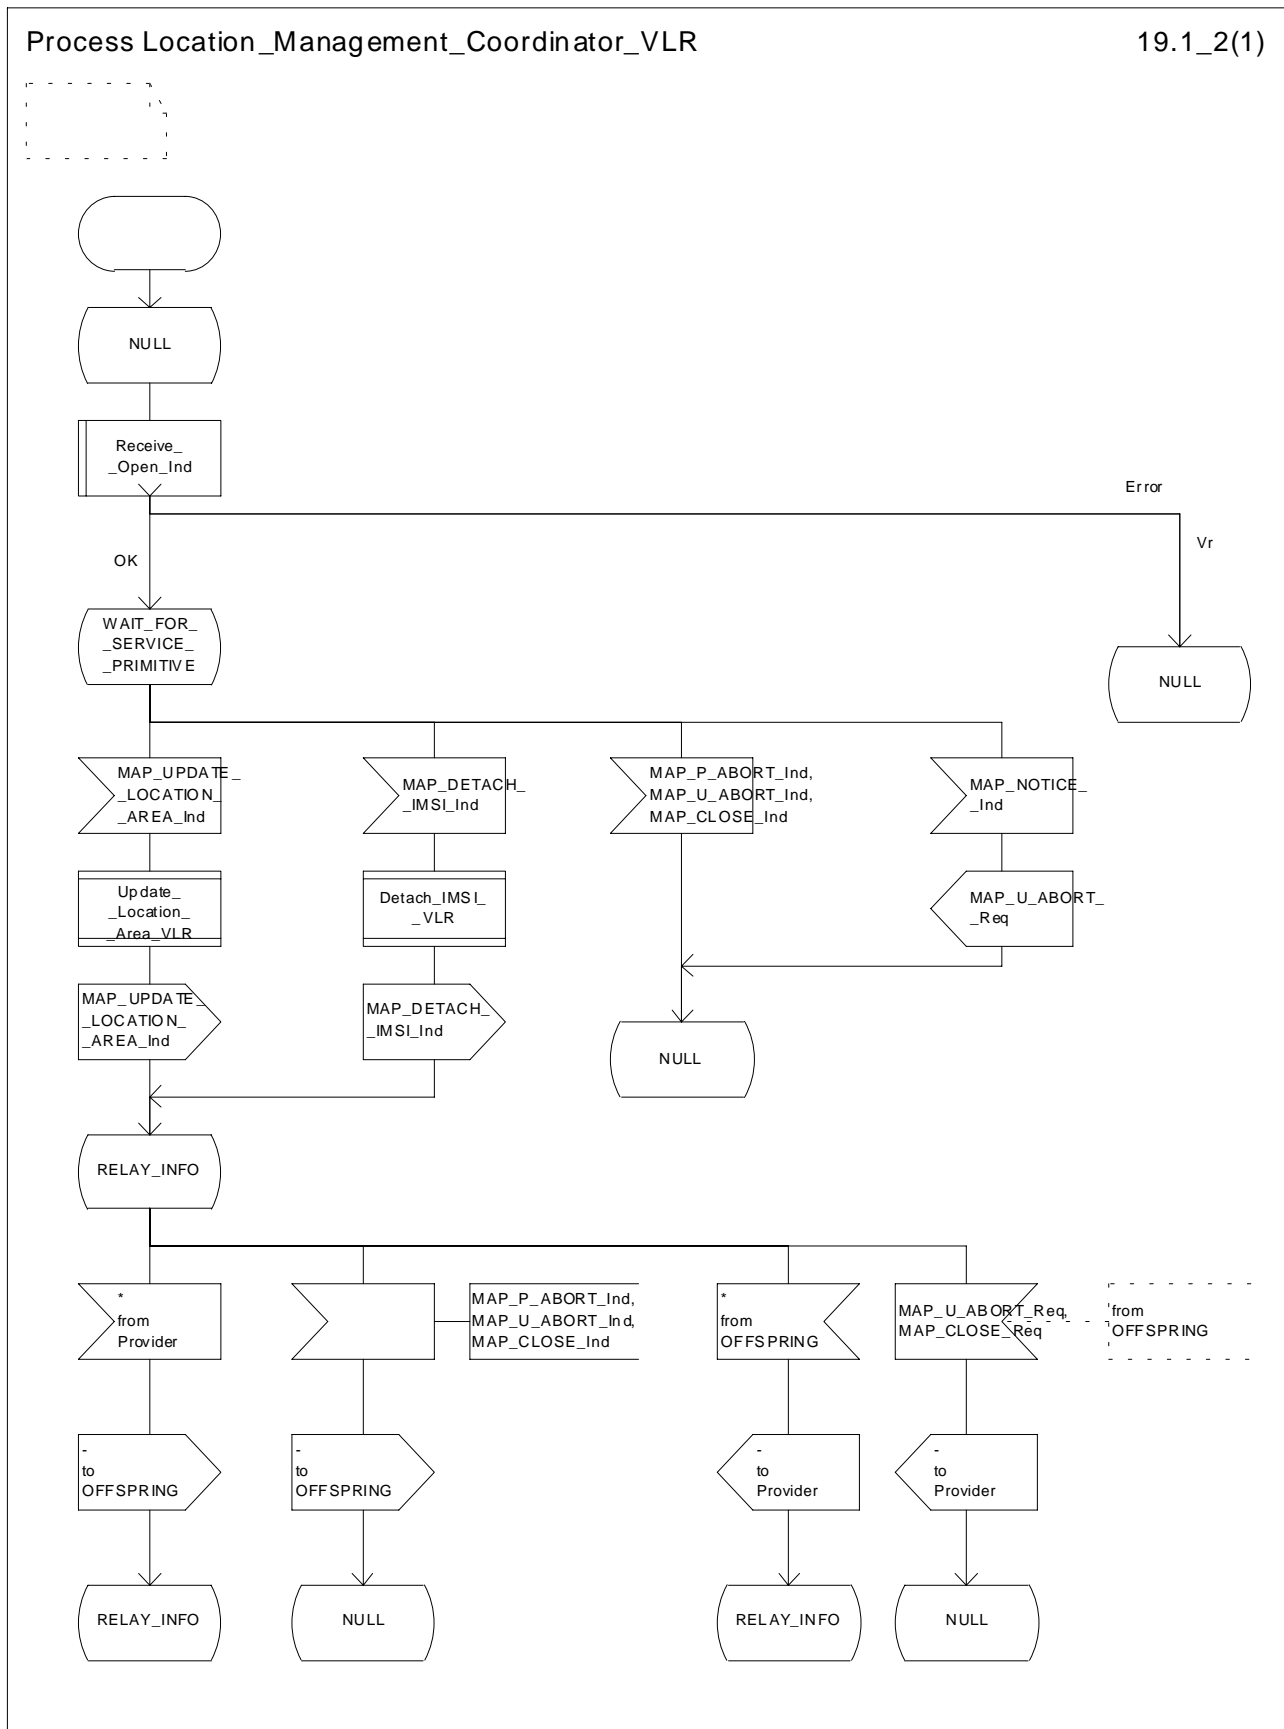 Process Location_Management_Coordinator_VLR
19.1_2(1)
NULL
Receive_
_Open_Ind
Error
Vr
OK
WAIT_FOR_
_SERVICE_
_PRIMITIVE
NULL
MAP_UPDATE_
_LOCATION_
_AREA_Ind
MAP_DETACH_
_IMSI_Ind
MAP_P_ABORT_Ind,
MAP_U_ABORT_Ind,
MAP_CLOSE_Ind
MAP_NOTICE_
_Ind
Update_
_Location_
_Area_VLR
Detach_IMSI_
_VLR
MAP_U_ABORT_
_Req
MAP_UPDATE_
_LOCATION_
_AREA_Ind
MAP_DETACH_
_IMSI_Ind
NULL
RELAY_INFO
*
from
Provider
MAP_P_ABORT_Ind,
MAP_U_ABORT_Ind,
MAP_CLOSE_Ind
*
from
OFFSPRING
MAP_U_ABORT_Req,
MAP_CLOSE_Req
from
OFFSPRING
-
to
OFFSPRING
-
to
OFFSPRING
-
to
Provider
-
to
Provider
RELAY_INFO
NULL
RELAY_INFO
NULL